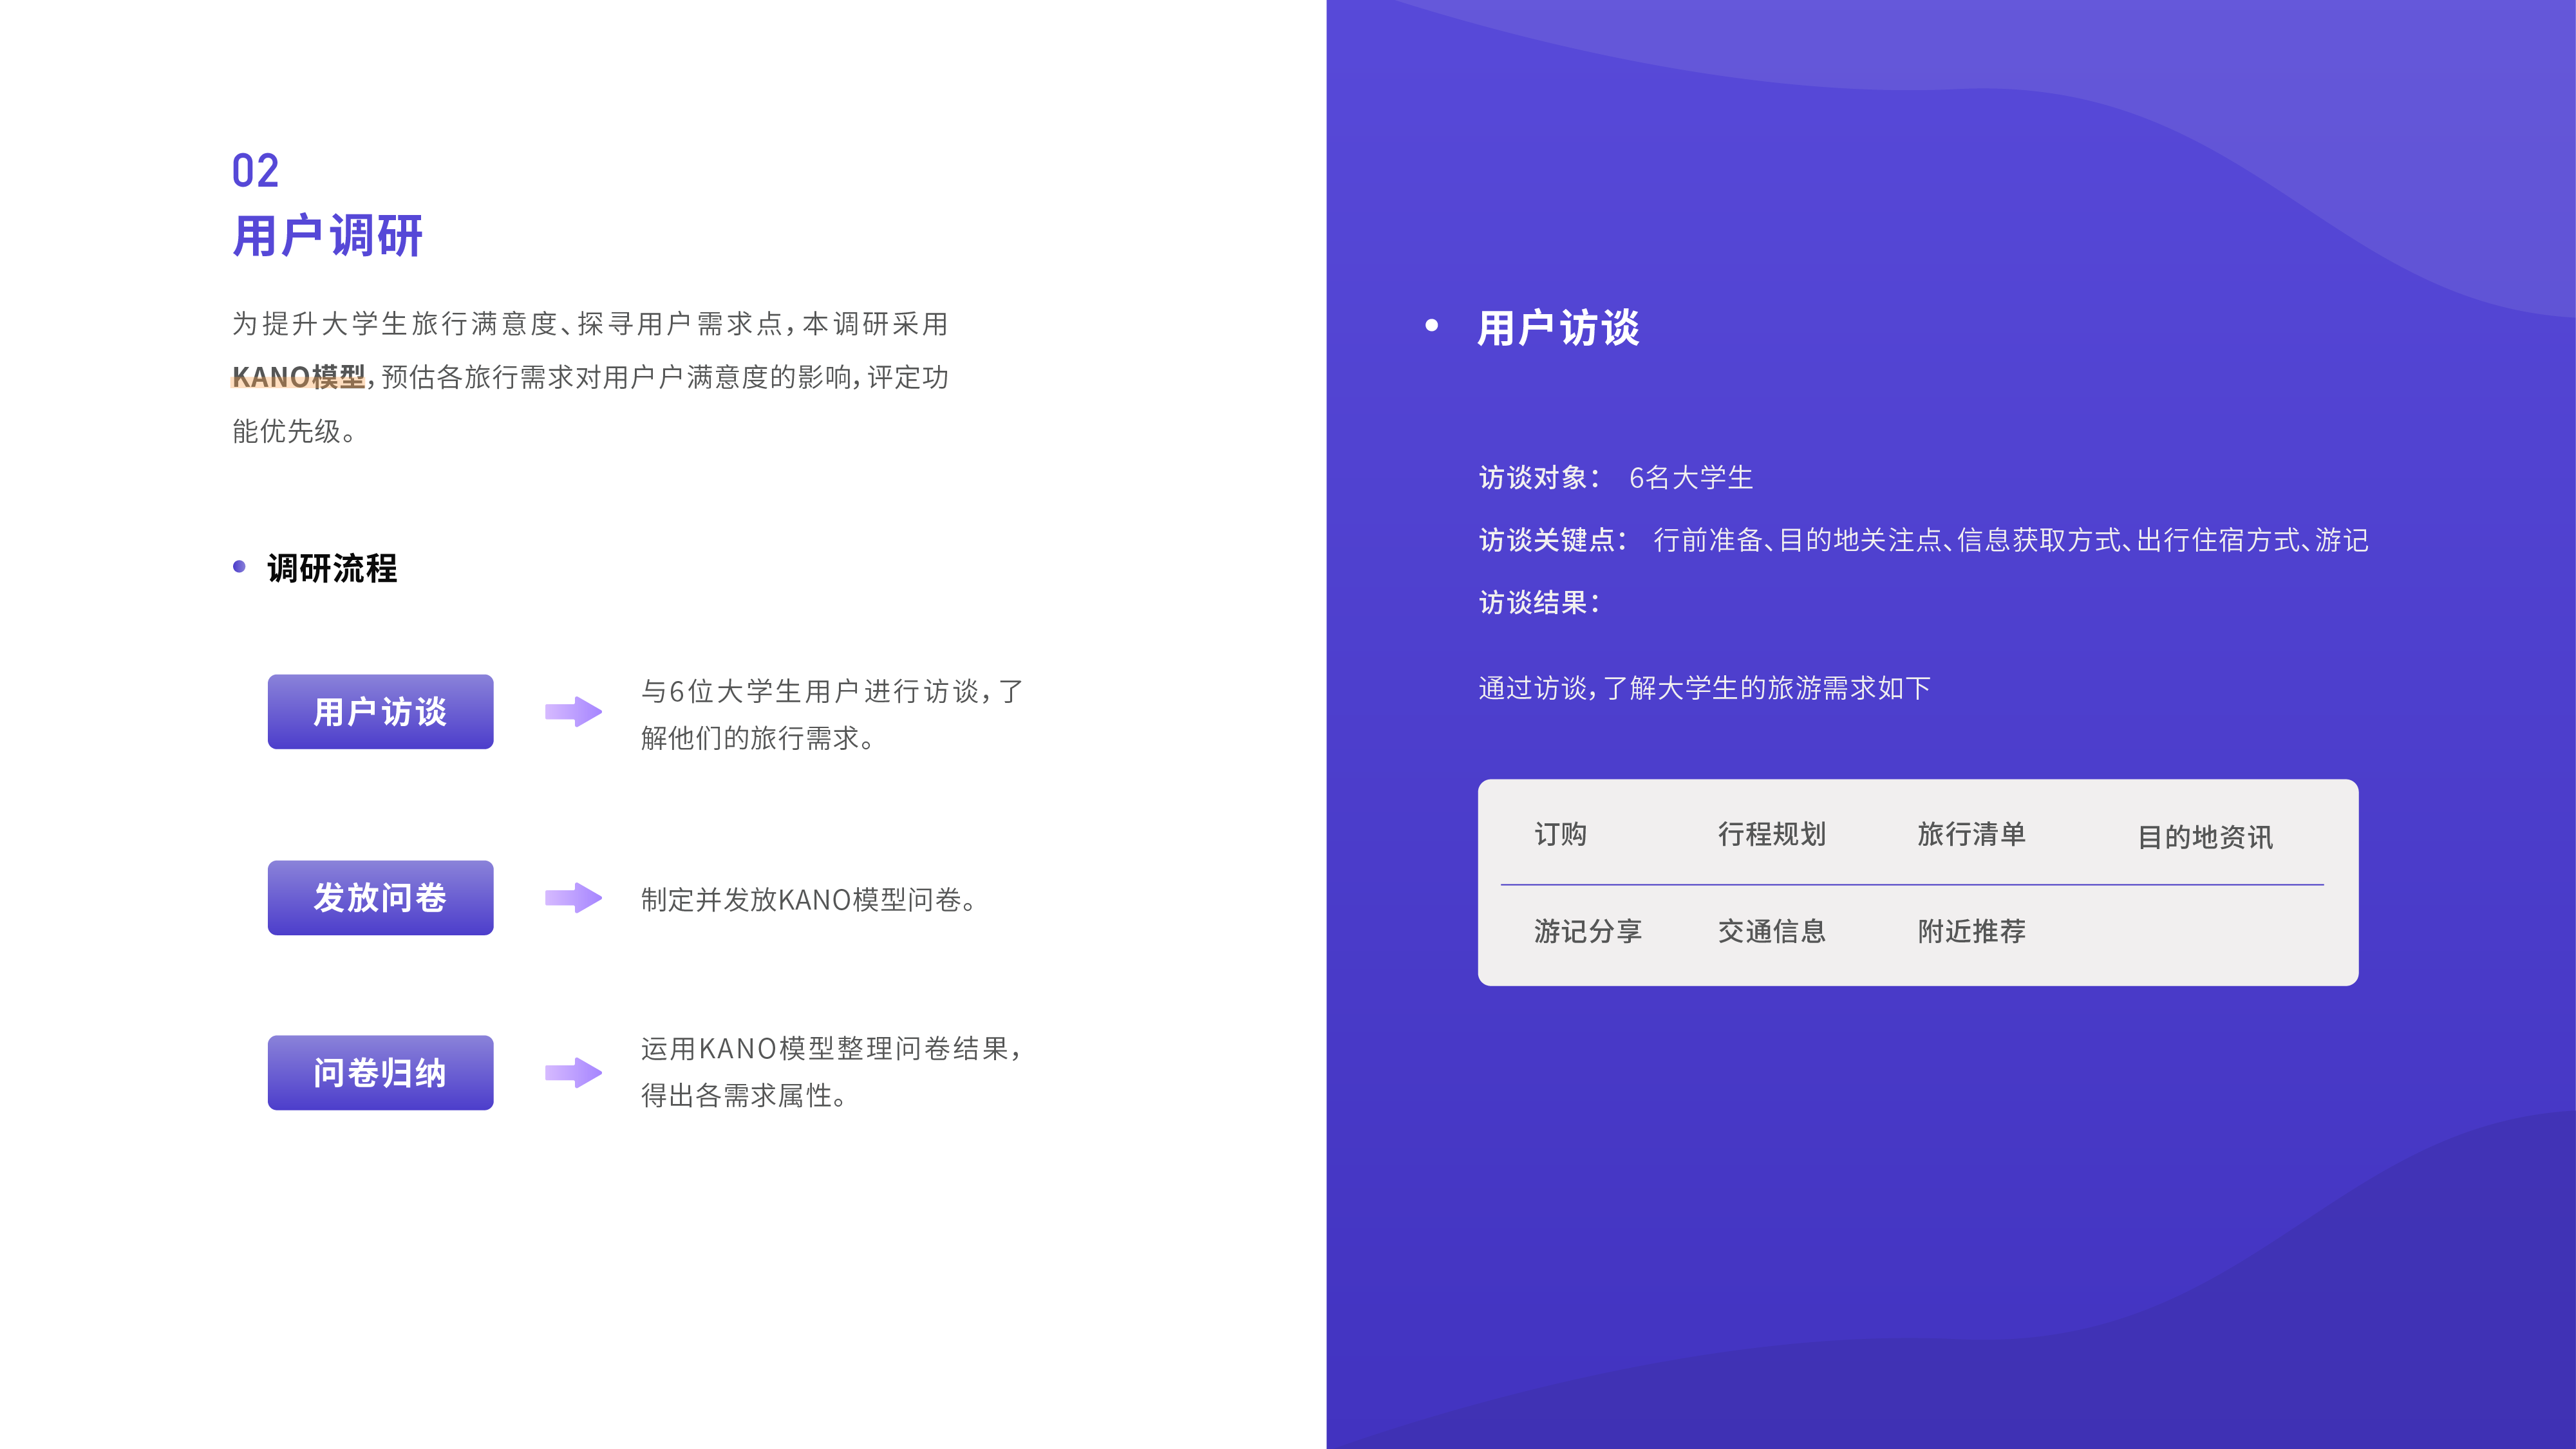 02
用户调研
为提升大学生旅行满意度、探寻用户需求点，本调研采用
KANO模型，预估各旅行需求对用户户满意度的影响，评定功
能优先级。
调研流程
用户访谈
与6位大学生用户进行访谈，了
解他们的旅行需求。
发放问卷
制定并发放KANO模型问卷。
问卷归纳
运用KANO模型整理问卷结果，
得出各需求属性。
用户访谈
访谈对象： 6名大学生
访谈关键点： 行前准备、目的地关注点、信息获取方式、出行住宿方式、游记
访谈结果：
通过访谈，了解大学生的旅游需求如下
订购 行程规划 旅行清单 目的地资讯
游记分享 交通信息 附近推荐